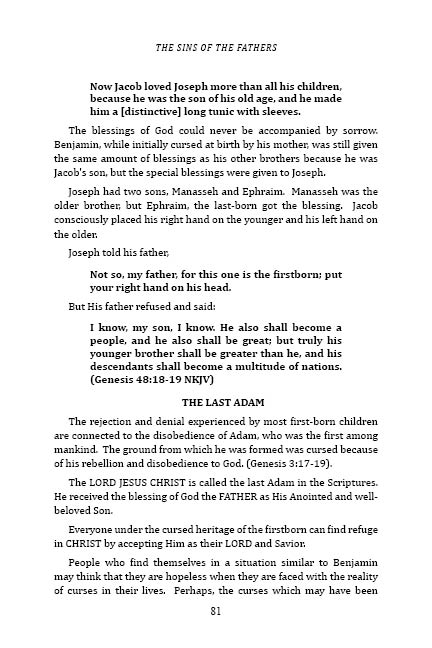 THE SINS OF THE FATHERS
Now Jacob loved Joseph more than all his children,
because he was the son of his old age, and he made
him a [distinctive] long tunic with sleeves.
The blessings of God could never be accompanied by sorrow.
Benjamin, while initially cursed at birth by his mother, was still given
the same amount of blessings as his other brothers because he was
Jacob's son, but the special blessings were given to Joseph.
Joseph had two sons, Manasseh and Ephraim. Manasseh was the
older brother, but Ephraim, the last-born got the blessing. Jacob
consciously placed his right hand on the younger and his left hand on
the older.
Joseph told his father,
Not so, my father, for this one is the firstborn; put
your right hand on his head.
But His father refused and said:
I know, my son, I know. He also shall become a
people, and he also shall be great; but truly his
younger brother shall be greater than he, and his
descendants shall become a multitude of nations.
(Genesis 48:18-19 NKJV)
THE LAST ADAM
The rejection and denial experienced by most first-born children
are connected to the disobedience of Adam, who was the first among
mankind. The ground from which he was formed was cursed because
of his rebellion and disobedience to God. (Genesis 3:17-19).
The LORD JESUS CHRIST is called the last Adam in the Scriptures.
He received the blessing of God the FATHER as His Anointed and well-
beloved Son.
Everyone under the cursed heritage of the firstborn can find refuge
in CHRIST by accepting Him as their LORD and Savior.
People who find themselves in a situation similar to Benjamin
may think that they are hopeless when they are faced with the reality
of curses in their lives. Perhaps, the curses which may have been
81